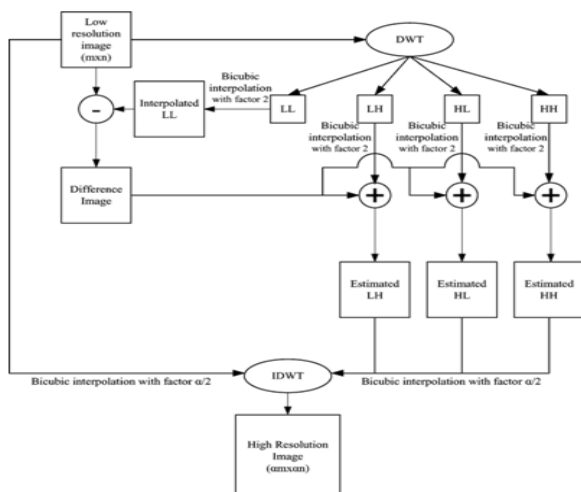 Low
resolution image
(mxn)
DWT
Bicubic
interpolation
with factor 2
Interpolated
LL
LL
LH
HL
HH
Bicubic
interpolation
with factor 2
Bicubic
interpolation
with factor 2
Bicubic
interpolation
with factor 2
-
Difference
Image
+
+
+
Estimated
LH
Estimated
HL
Estimated
HH
Bicubic interpolation with factor α/2
IDWT
Bicubic interpolation with factor α/2
High Resolution
Image
(αmxαn)